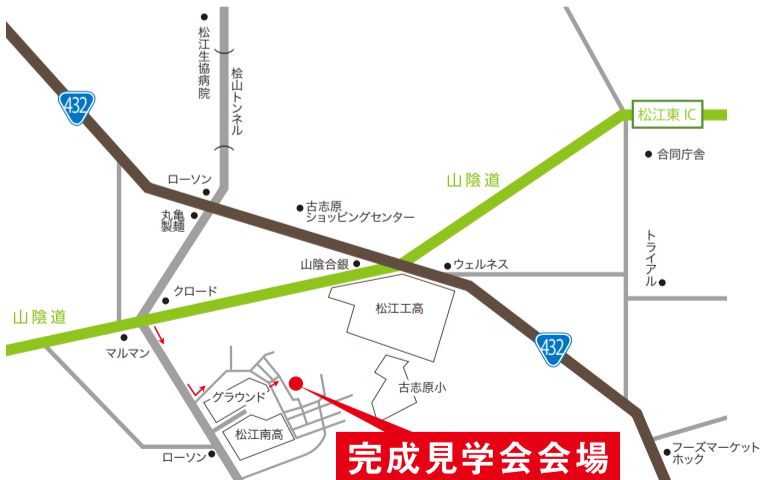 松江生協病院
桧山トンネル
432
松江東 IC
合同庁舎
山陰道
ローソン
丸亀
製麺
古志原
ショッピングセンター
トライアル
山陰合銀
ウェルネス
クロード
松江工高
山陰道
マルマン
432
古志原小
グラウンド
松江南高
ローソン
完成見学会会場
フーズマーケット
ホック